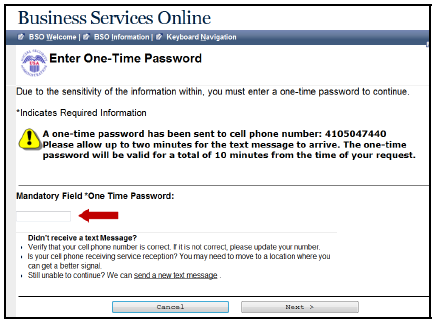 Business Services Online
BSO Welcome | BSO Information | Keyboard Navigation
Enter One-Time Password
Due to the sensitivity of the information within, you must enter a one-time password to continue.
*Indicates Required Information
A one-time password has been sent to cell phone number: 4105047440
Please allow up to two minutes for the text message to arrive. The one-time
password will be valid for a total of 10 minutes from the time of your request.
Mandatory Field *One Time Password:
Didn't receive a text Message?
Verify that your cell phone number is correct. If it is not correct, please update your number.
Is your cell phone receiving service reception? You may need to move to a location where you
can get a better signal.
Still unable to continue? We can send a new text message .
Cancel
Next >